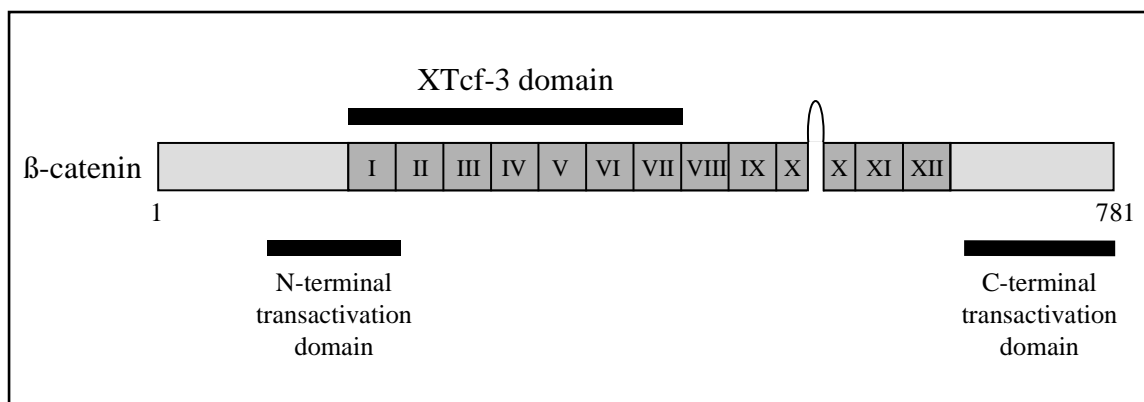 XTcf-3 domain
ß-catenin
I II III IV V VI VII VIII IX X X XI XII
1 781
N-terminal
transactivation
domain
C-terminal
transactivation
domain